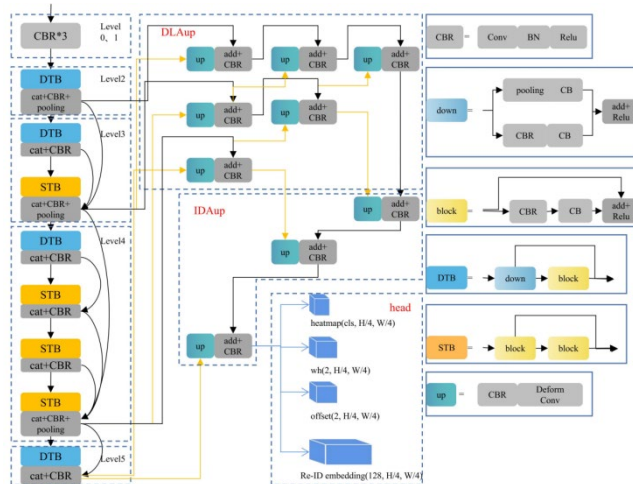 CBR*3
Level
0, 1
DTB
cat+CBR+
pooling
Level2
DTB
cat+CBR
Level3
STB
cat+CBR+
pooling
DTB
cat+CBR
Level4
STB
cat+CBR
STB
cat+CBR
STB
cat+CBR+
pooling
DTB
cat+CBR
Level5
DLAup
up
add+
CBR
up
add+
CBR
up
add+
CBR
up
add+
CBR
up
add+
CBR
up
add+
CBR
IDAup
up
add+
CBR
up
add+
CBR
up
add+
CBR
head
heatmap(cls, H/4, W/4)
wh(2, H/4, W/4)
offset(2, H/4, W/4)
Re-ID embedding(128, H/4, W/4)
CBR = Conv BN Relu
down =
pooling CB
CBR CB
add+
Relu
block = CBR CB
add+
Relu
DTB = down block
STB = block block
up = CBR Deform
Conv